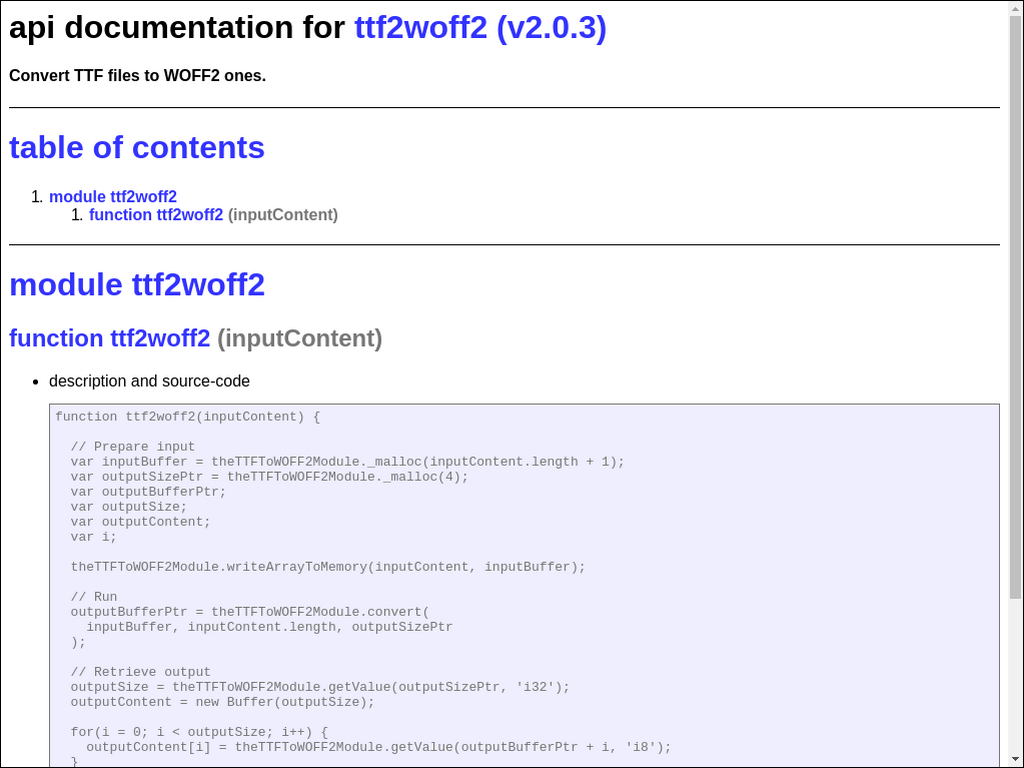 api documentation for ttf2woff2 (v2.0.3)
Convert TTF files to WOFF2 ones.
table of contents
1. module ttf2woff2
1. function ttf2woff2 (inputContent)
module ttf2woff2
function ttf2woff2 (inputContent)
• description and source-code
function ttf2woff2(inputContent) {
// Prepare input
var inputBuffer = theTTFToWOFF2Module._malloc(inputContent.length + 1);
var outputSizePtr = theTTFToWOFF2Module._malloc(4);
var outputBufferPtr;
var outputSize;
var outputContent;
var i;
theTTFToWOFF2Module.writeArrayToMemory(inputContent, inputBuffer);
// Run
outputBufferPtr = theTTFToWOFF2Module.convert(
inputBuffer, inputContent.length, outputSizePtr
);
// Retrieve output
outputSize = theTTFToWOFF2Module.getValue(outputSizePtr, 'i32');
outputContent = new Buffer(outputSize);
for(i = 0; i < outputSize; i++) {
outputContent[i] = theTTFToWOFF2Module.getValue(outputBufferPtr + i, 'i8');
}